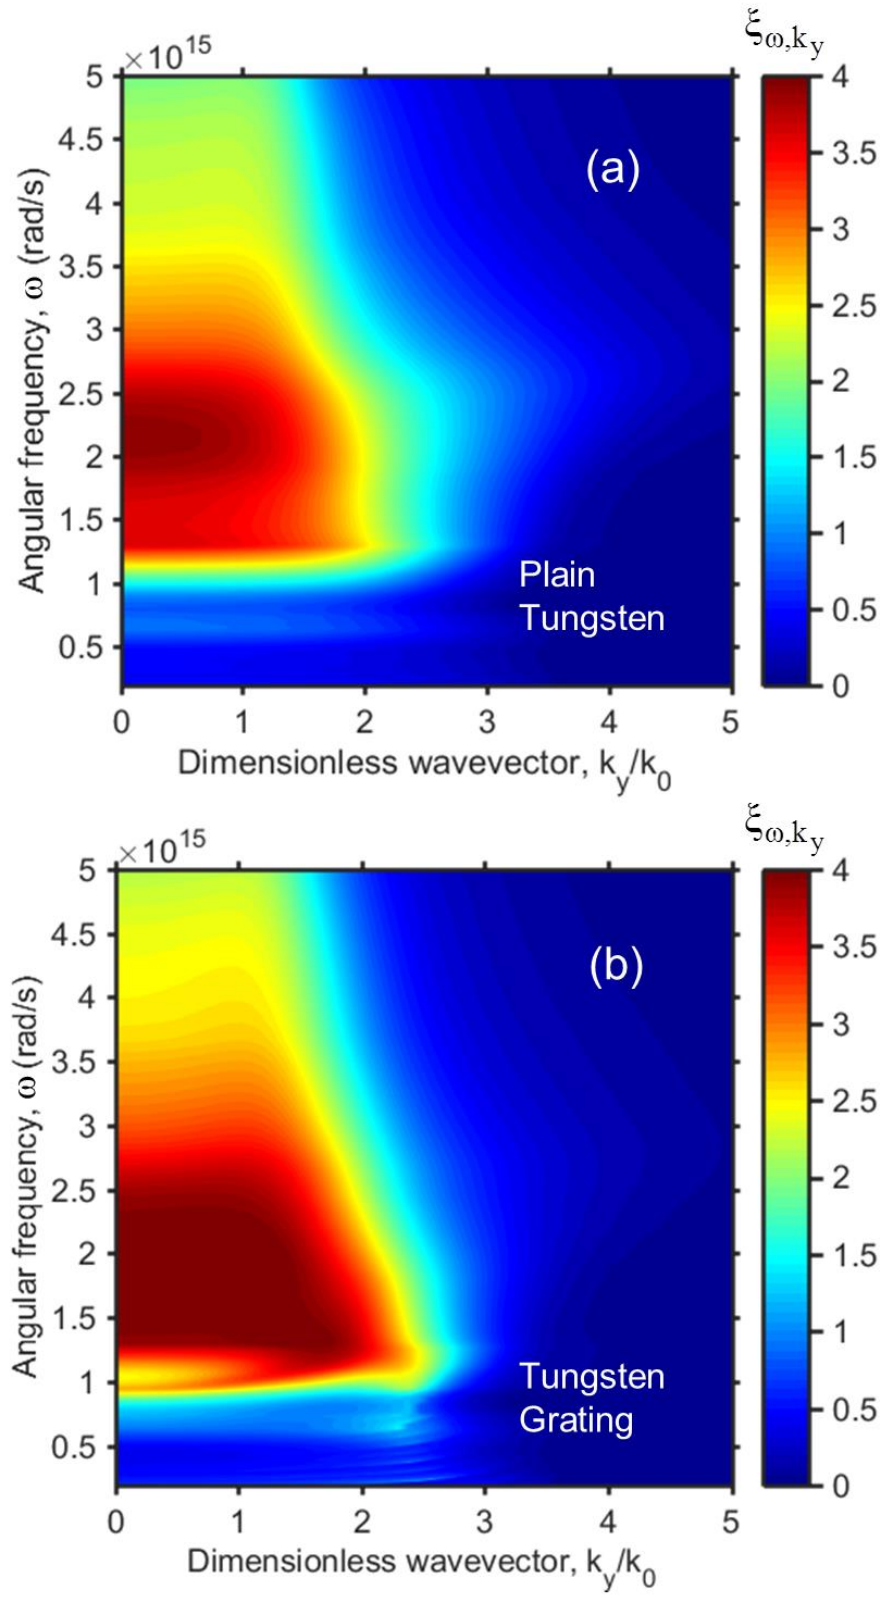 ξω,ky
×10^15
5
4.5
4
3.5
3
2.5
2
1.5
1
0.5
Angular frequency, ω (rad/s)
(a)
Plain
Tungsten
0 1 2 3 4 5
Dimensionless wavevector, ky/k0
4
3.5
3
2.5
2
1.5
1
0.5
0
ξω,ky
×10^15
5
4.5
4
3.5
3
2.5
2
1.5
1
0.5
Angular frequency, ω (rad/s)
(b)
Tungsten
Grating
0 1 2 3 4 5
Dimensionless wavevector, ky/k0
4
3.5
3
2.5
2
1.5
1
0.5
0